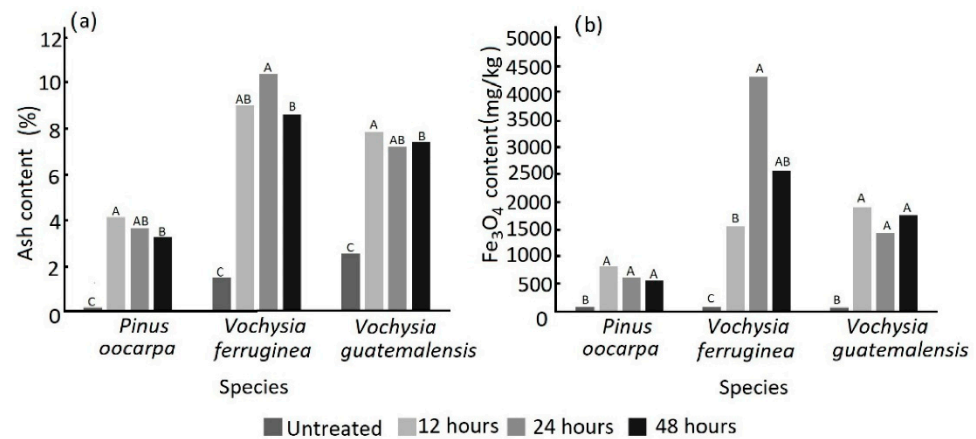 (a)
Ash content (%)
12
10
8
6
4
2
0
C
A
AB
B
C
AB
A
B
C
A
AB
B
Pinus oocarpa
Vochysia ferruginea
Vochysia guatemalensis
Species
(b)
Fe3O4 content(mg/kg)
5000
4500
4000
3500
3000
2500
2000
1500
1000
500
0
B
A
A
A
C
B
A
AB
B
A
A
A
Pinus oocarpa
Vochysia ferruginea
Vochysia guatemalensis
Species
Untreated
12 hours
24 hours
48 hours